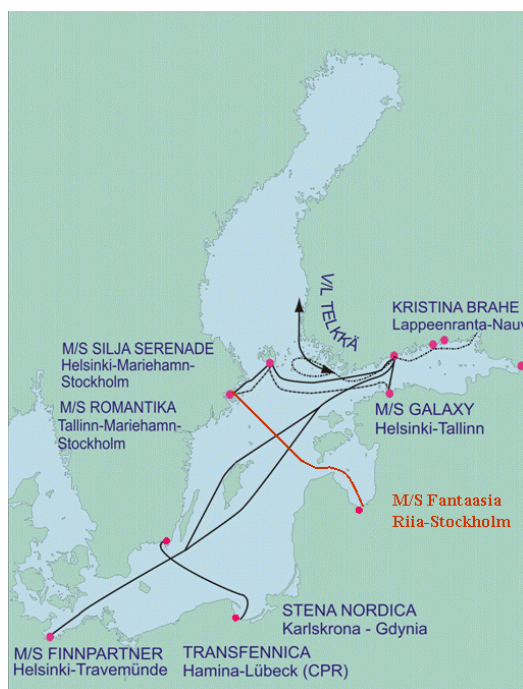 V/L TELKKÄ
KRISTINA BRAHE
Lappeenranta-Nauv
M/S SILJA SERENADE
Helsinki-Mariehamn-
Stockholm
M/S ROMANTIKA
Tallinn-Mariehamn-
Stockholm
M/S GALAXY
Helsinki-Tallinn
M/S Fantaasia
Riia-Stockholm
STENA NORDICA
Karlskrona - Gdynia
M/S FINNPARTNER
Helsinki-Travemünde
TRANSFENNICA
Hamina-Lübeck (CPR)